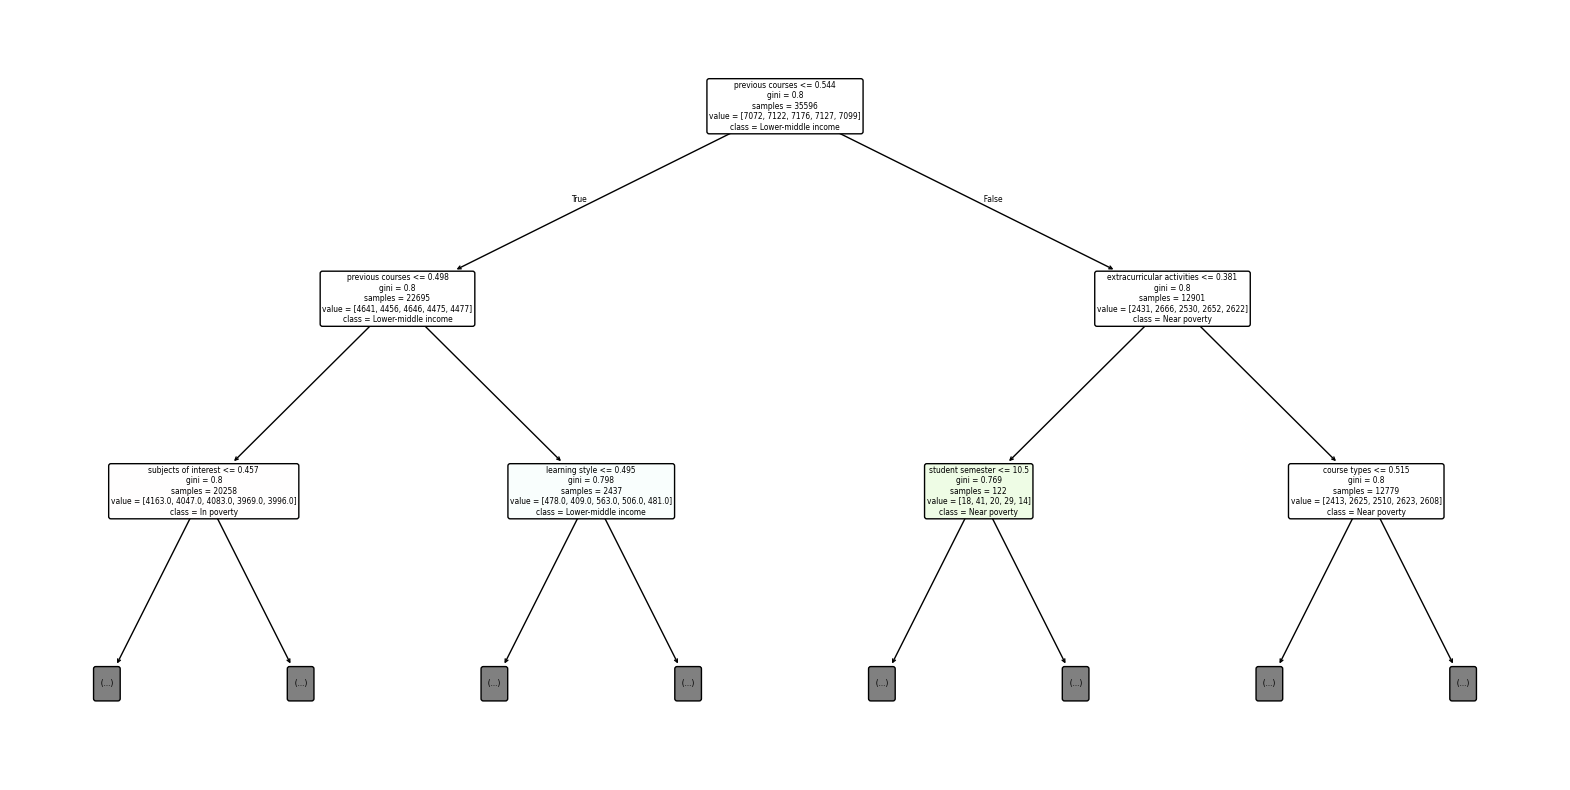 previous courses <= 0.544
gini = 0.8
samples = 35596
value = [7072, 7122, 7176, 7127, 7099]
class = Lower-middle income
True
False
previous courses <= 0.498
gini = 0.8
samples = 22695
value = [4641, 4456, 4646, 4475, 4477]
class = Lower-middle income
extracurricular activities <= 0.381
gini = 0.8
samples = 12901
value = [2431, 2666, 2530, 2652, 2622]
class = Near poverty
subjects of interest <= 0.457
gini = 0.8
samples = 20258
value = [4163.0, 4047.0, 4083.0, 3969.0, 3996.0]
class = In poverty
learning style <= 0.495
gini = 0.798
samples = 2437
value = [478.0, 409.0, 563.0, 506.0, 481.0]
class = Lower-middle income
student semester <= 10.5
gini = 0.769
samples = 122
value = [18, 41, 20, 29, 14]
class = Near poverty
course types <= 0.515
gini = 0.8
samples = 12779
value = [2413, 2625, 2510, 2623, 2608]
class = Near poverty
(...)
(...)
(...)
(...)
(...)
(...)
(...)
(...)